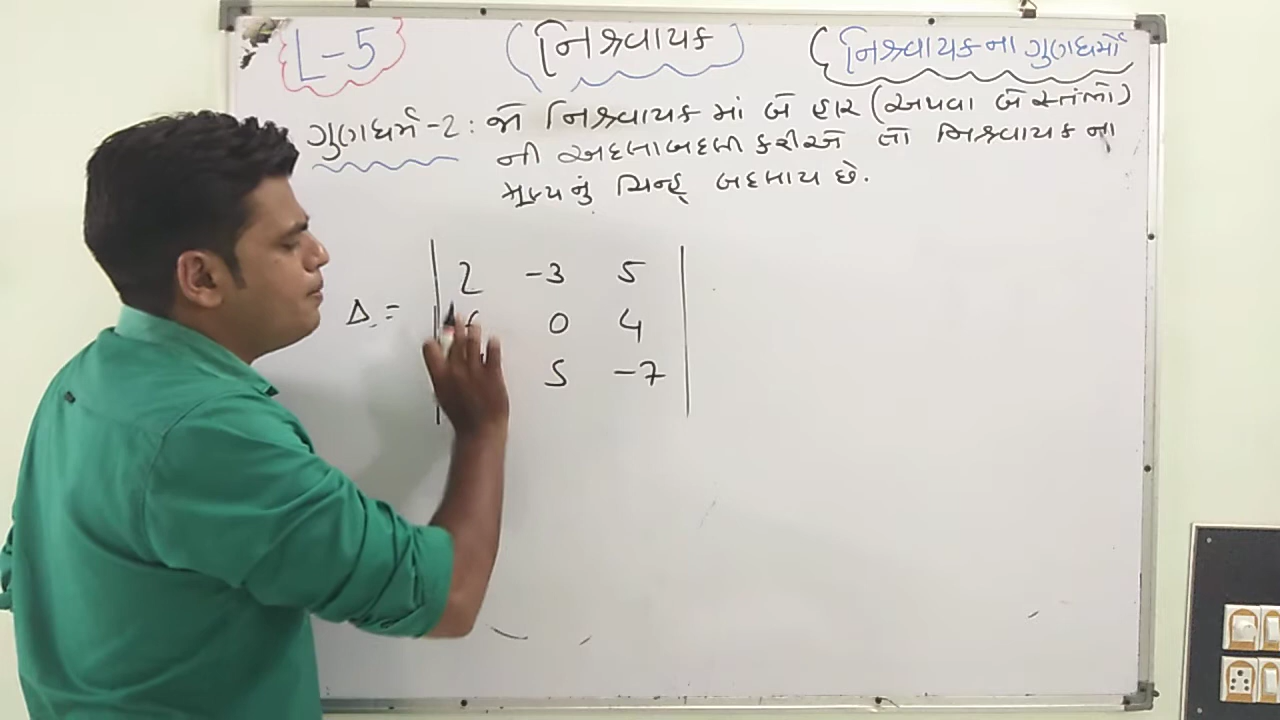 L-5 નિશ્ચાયક (નિશ્ચાયકના ગુણધર્મો)
ગુણધર્મ-2: જો નિશ્ચાયક માં બે હાર (અથવા બે સ્તંભો)
ની અદલાબદલી કરીએ તો નિશ્ચાયક ના
મૂલ્યનું ચિન્હ બદલાય છે.
2 -3 5
Δ = 0 4
5 -7